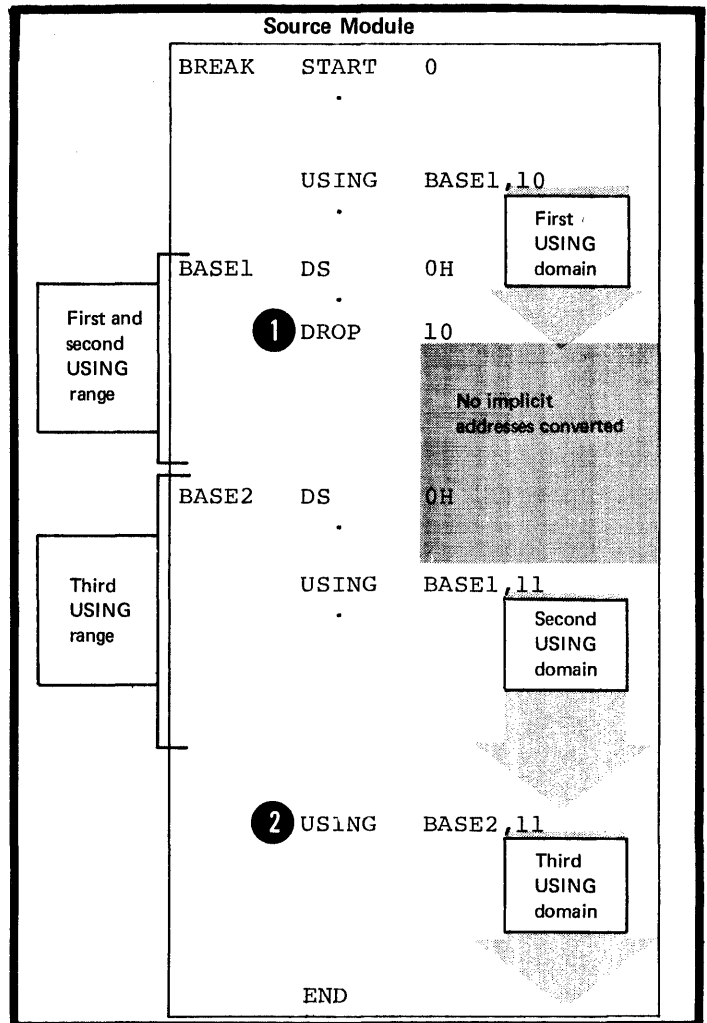 Source Module
BREAK START 0
.
USING BASE1,10
.
First
USING
domain
BASE1 DS 0H
.
First and
second
USING
range
1 DROP 10
No implicit
addresses converted
BASE2 DS 0H
.
Third
USING
range
USING BASE1,11
.
Second
USING
domain
2 USING BASE2,11
Third
USING
domain
END